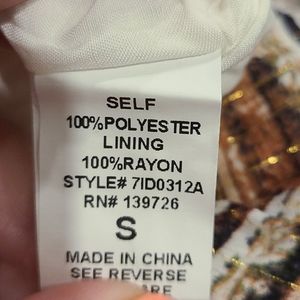 SELF
100%POLYESTER
LINING
100%RAYON
STYLE# 7ID0312A
RN# 139726
S
MADE IN CHINA
SEE REVERSE